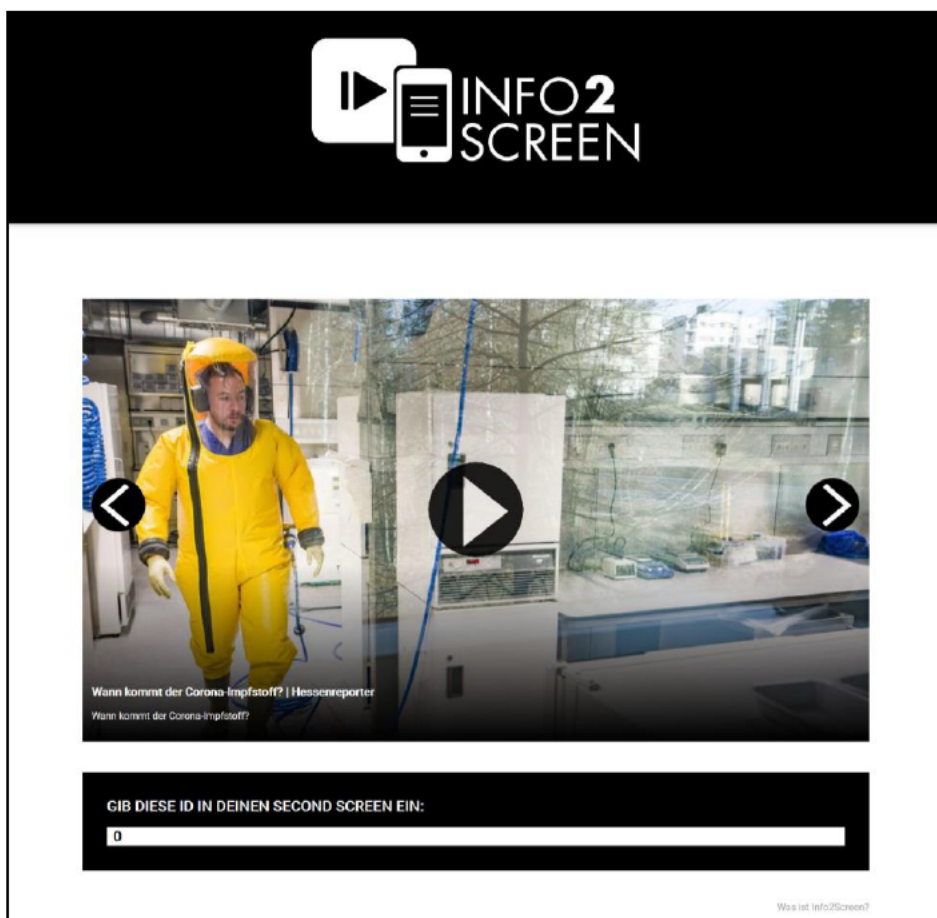 INFO2
SCREEN
Wann kommt der Corona-Impfstoff? | Hessenreporter
Wann kommt der Corona-Impfstoff?
GIB DIESE ID IN DEINEN SECOND SCREEN EIN:
0
Was ist Info2Screen?